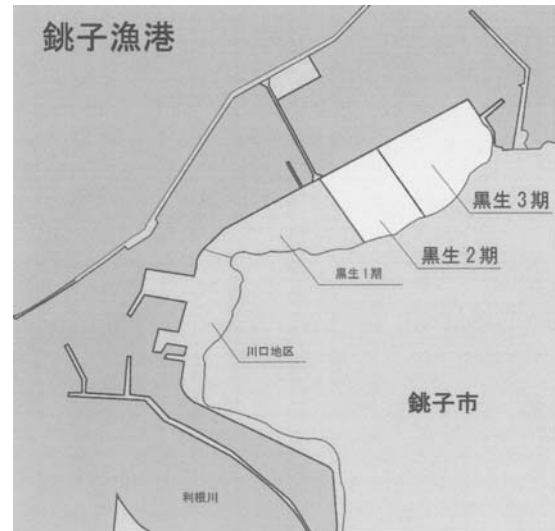 銚子漁港
黒生3期
黒生2期
黒生1期
川口地区
銚子市
利根川